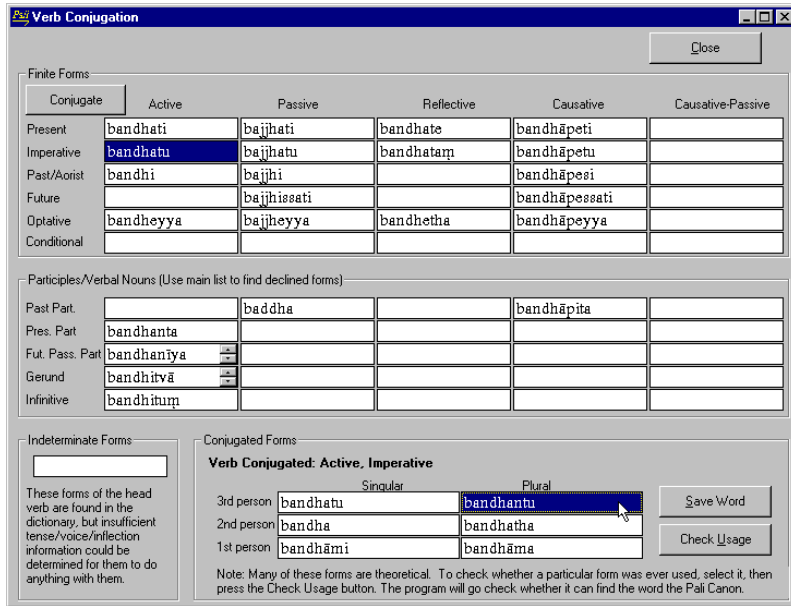 Pāḷi Verb Conjugation
Close
Finite Forms
Conjugate Active Passive Reflective Causative Causative-Passive
Present bandhati bajjhati bandhate bandhāpeti
Imperative bandhatu bajjhatu bandhataṃ bandhāpetu
Past/Aorist bandhi bajjhi bandhāpesi
Future bajjhissati bandhāpessati
Optative bandheyya bajjheyya bandhetha bandhāpeyya
Conditional
Participles/Verbal Nouns (Use main list to find declined forms)
Past Part. baddha bandhāpita
Pres. Part bandhanta
Fut. Pass. Part bandhanīya
Gerund bandhitvā
Infinitive bandhituṃ
Indeterminate Forms
These forms of the head
verb are found in the
dictionary, but insufficient
tense/voice/inflection
information could be
determined for them to do
anything with them.
Conjugated Forms
Verb Conjugated: Active, Imperative
Singular Plural
3rd person bandhatu bandhantu
2nd person bandha bandhatha
1st person bandhāmi bandhāma
Save Word
Check Usage
Note: Many of these forms are theoretical. To check whether a particular form was ever used, select it, then
press the Check Usage button. The program will go check whether it can find the word the Pali Canon.